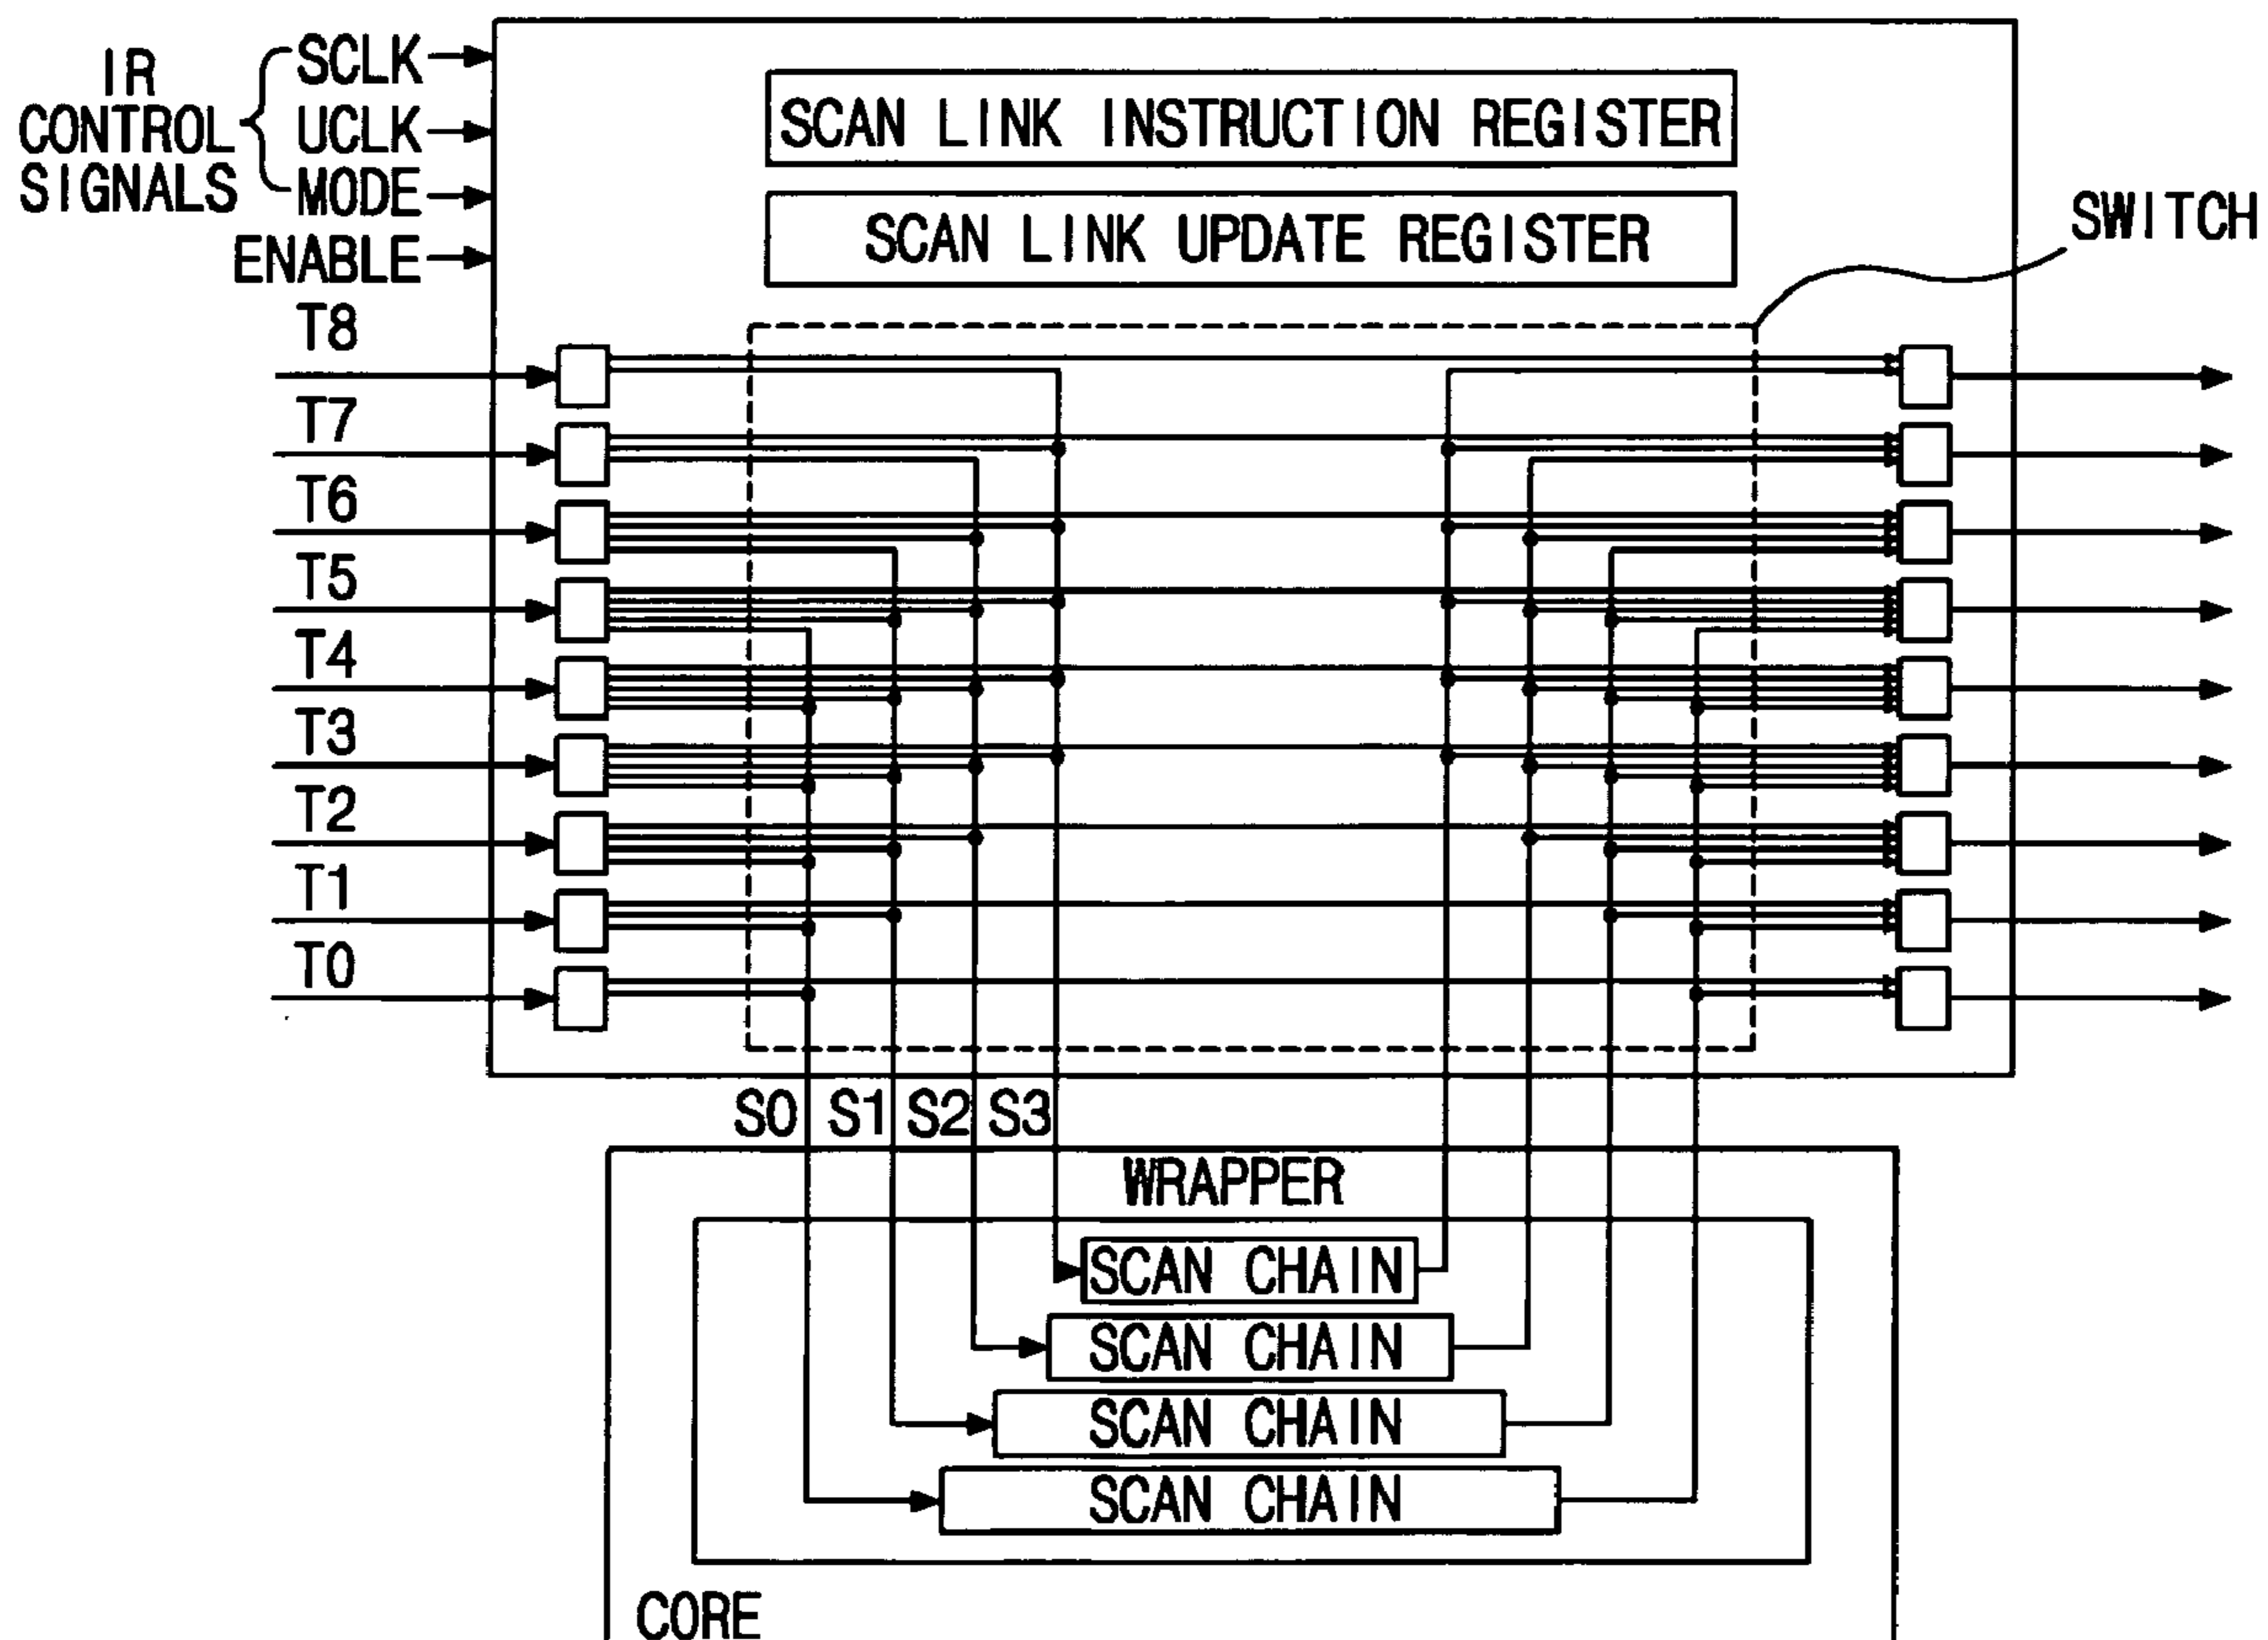 IR
CONTROL
SIGNALS
SCLK
UCLK
MODE
ENABLE
SCAN LINK INSTRUCTION REGISTER
SCAN LINK UPDATE REGISTER
SWITCH
T8
T7
T6
T5
T4
T3
T2
T1
T0
S0 S1 S2 S3
WRAPPER
SCAN CHAIN
SCAN CHAIN
SCAN CHAIN
SCAN CHAIN
CORE